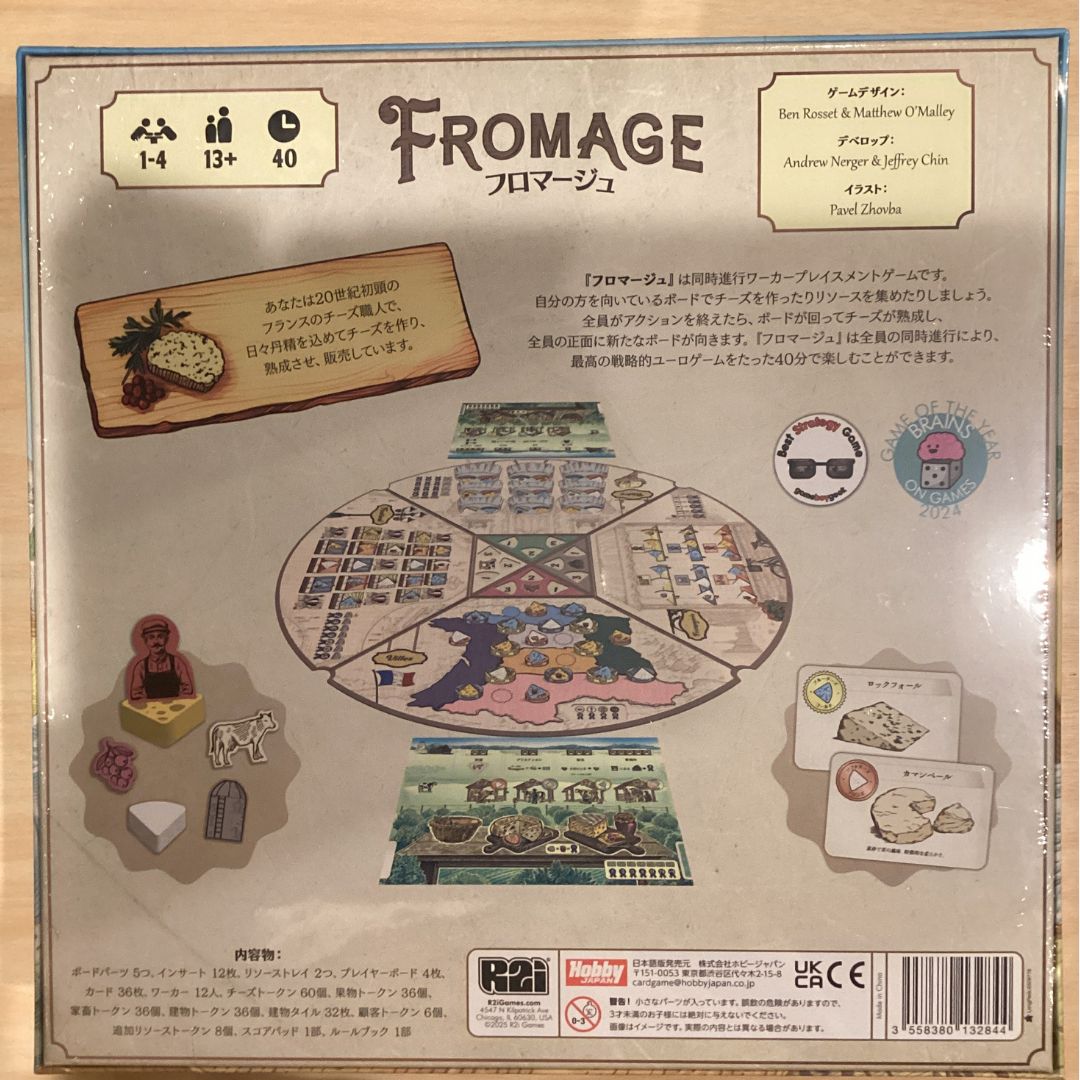 1-4 13+ 40
FROMAGE
フロマージュ
ゲームデザイン：
Ben Rosset & Matthew O'Malley
デベロップ：
Andrew Nerger & Jeffrey Chin
イラスト：
Pavel Zhovba
あなたは20世紀初頭の
フランスのチーズ職人で、
日々丹精を込めてチーズを作り、
熟成させ、販売しています。
『フロマージュ』は同時進行ワーカープレイスメントゲームです。
自分の方を向いているボードでチーズを作ったりリソースを集めたりしましょう。
全員がアクションを終えたら、ボードが回ってチーズが熟成し、
全員の正面に新たなボードが向きます。『フロマージュ』は全員の同時進行により、
最高の戦略的ユーロゲームをたった40分で楽しむことができます。
Best Strategy Game
gameboygeek
GAME OF THE YEAR
BRAINS
ON GAMES
2024
Villes
ロックフォール
カマンベール
内容物：
ボードパーツ 5つ、インサート 12枚、リソーストレイ 2つ、プレイヤーボード 4枚、
カード 36枚、ワーカー 12人、チーズトークン 60個、果物トークン 36個、
家畜トークン 36個、建物トークン 36個、建物タイル 32枚、顧客トークン 6個、
追加リソーストークン 8個、スコアパッド 1部、ルールブック 1部
R2i
GAMES
R2iGames.com
4547 N Kilpatrick Ave
Chicago, IL 60630, USA
©2025 R2i Games
Hobby
JAPAN
日本語版発売元　株式会社ホビージャパン
〒151-0053 東京都渋谷区代々木2-15-8
cardgame@hobbyjapan.co.jp
UK
CA CE
0-3
警告！ 小さなパーツが入っています。誤飲の危険がありますので、
3才未満のお子様には絶対に与えないでください。
画像はイメージです。実際の内容とは異なる場合があります。
Made in China
3 558380 132844